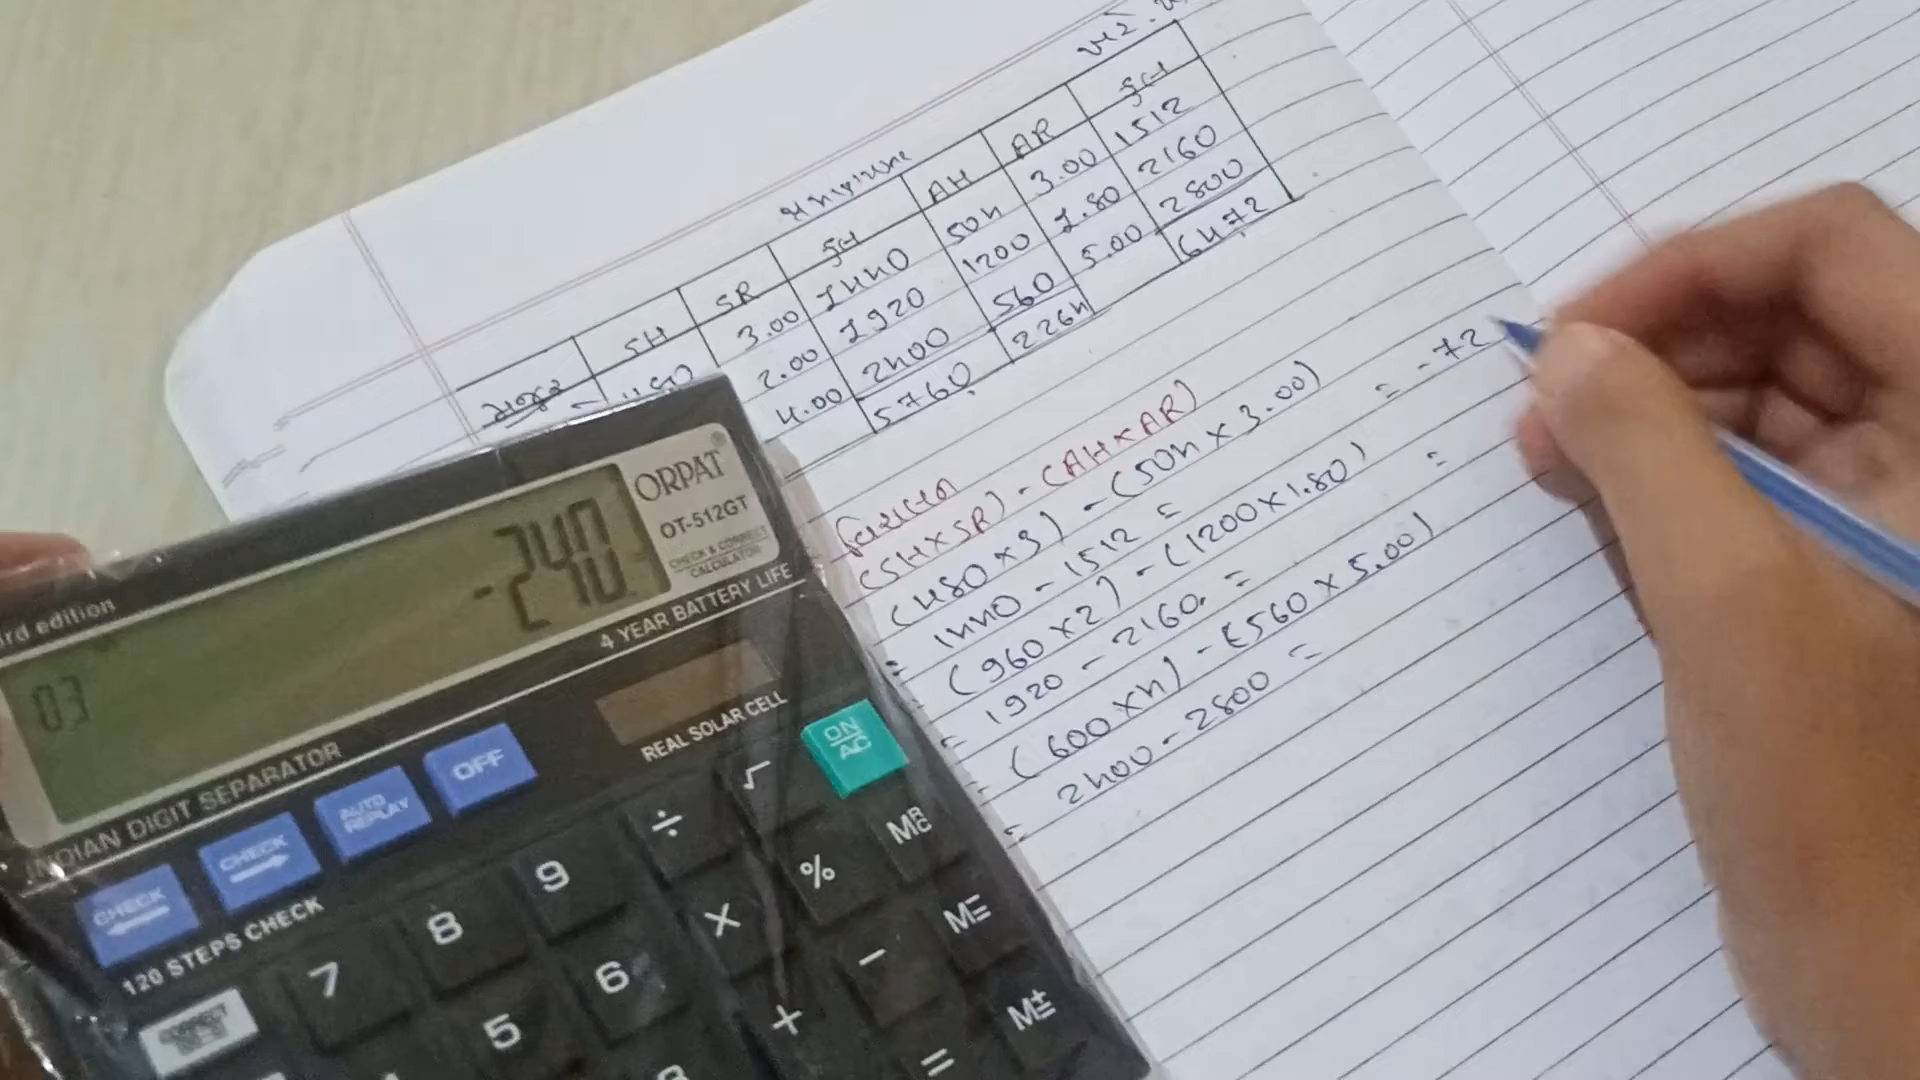 AH AR કુલ
SH SR કુલ
480 3.00 1440 504 3.00 1512
2.00 1920 1200 1.80 2160
4.00 2400 560 5.00 2800
5760 2264 6472
(SH×SR) - (AH×AR)
(480 × 3) - (504 × 3.00)
= 1440 - 1512 = = -72
(960 × 2) - (1200 × 1.80)
= 1920 - 2160 = =
(600 × 4) - (560 × 5.00)
= 2400 - 2800 =
ORPAT
OT-512GT
CHECK & CORRECT
CALCULATOR
-240
03
rd edition
4 YEAR BATTERY LIFE
REAL SOLAR CELL
INDIAN DIGIT SEPARATOR
120 STEPS CHECK
CHECK CHECK AUTO REPLAY OFF ON/AC
7 8 9 ÷ √
5 6 × % MC
+ − M=
= M±